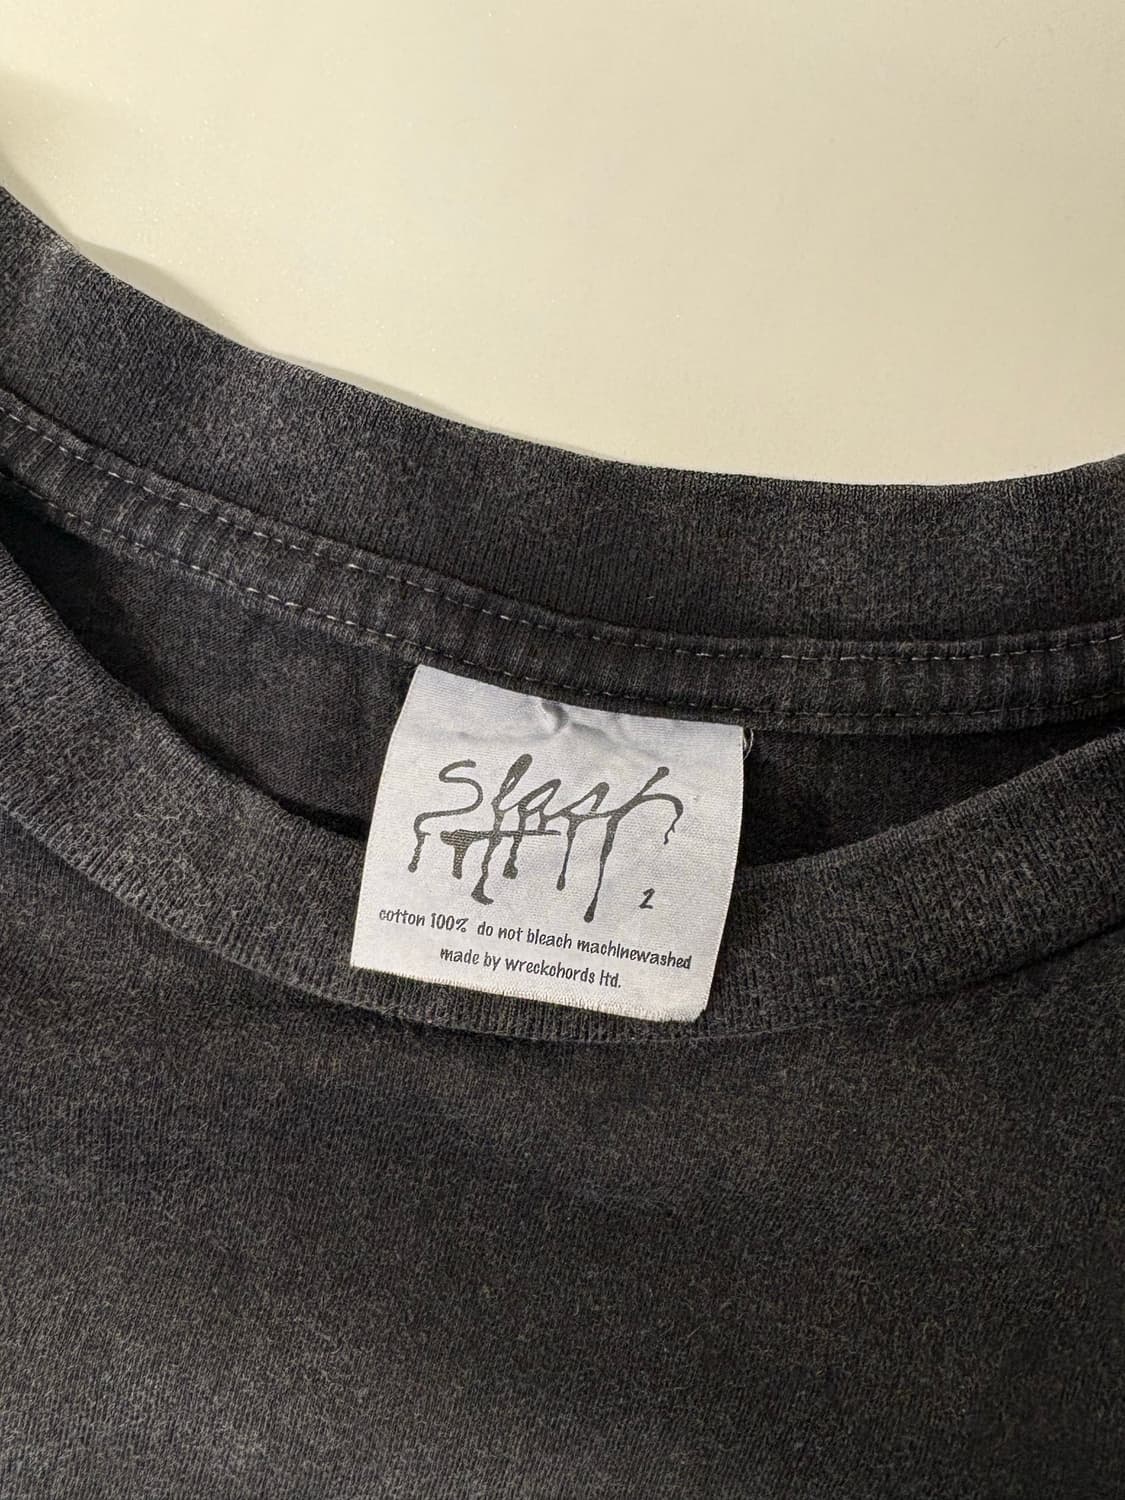 Slash
2
cotton 100% do not bleach machinewashed
made by wreckchords ltd.